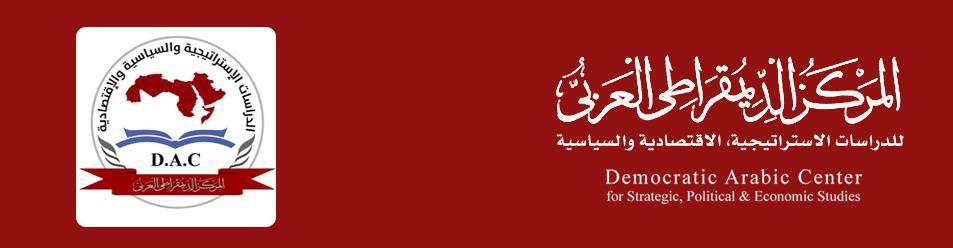 المركز الديمقراطي العربي
للدراسات الاستراتيجية، الاقتصادية والسياسية
Democratic Arabic Center
for Strategic, Political & Economic Studies
الدراسات الإستراتيجية والسياسية والإقتصادية
D.A.C
المركز الديمقراطي العربي